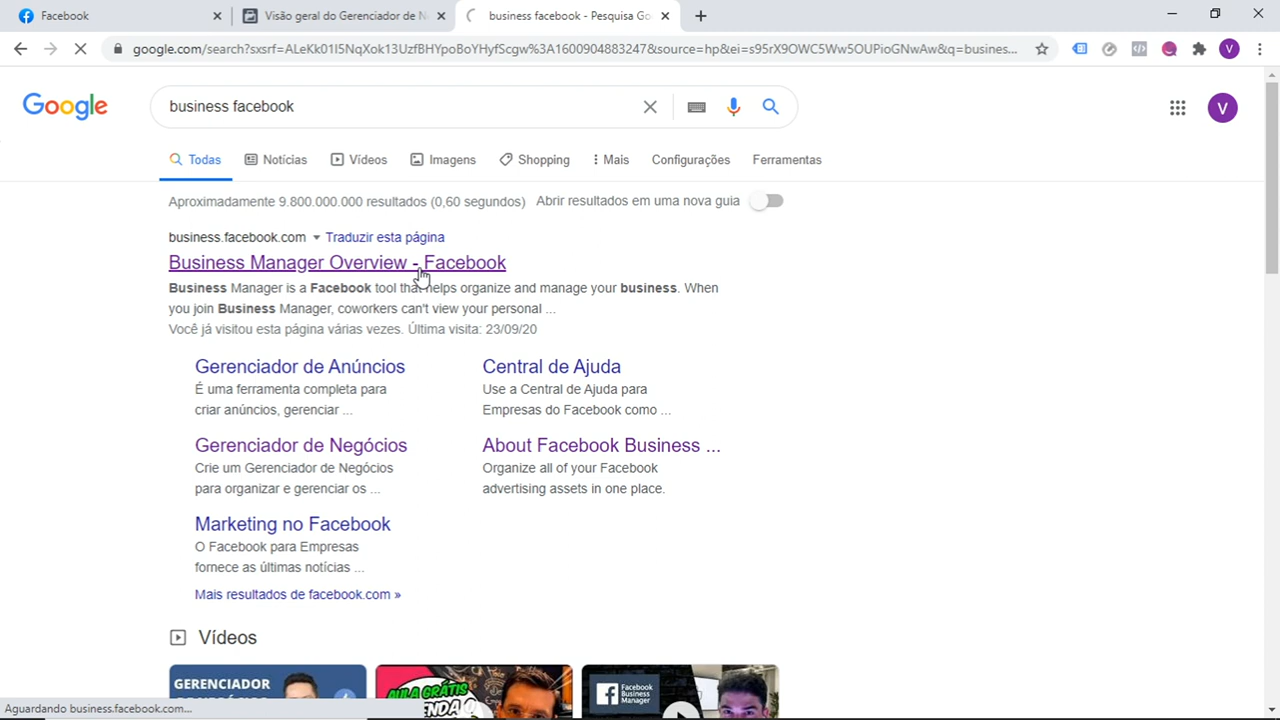 Facebook
Visão geral do Gerenciador de N
business facebook - Pesquisa Go
google.com/search?sxsrf=ALeKk01I5NqXok13UzfBHYpoBoYHyfScgw%3A1600904883247&source=hp&ei=s95rX9OWC5Ww5OUPioGNwAw&q=busines...
V
Google
business facebook
V
Todas
Notícias
Vídeos
Imagens
Shopping
Mais
Configurações
Ferramentas
Aproximadamente 9.800.000.000 resultados (0,60 segundos)
Abrir resultados em uma nova guia
business.facebook.com
Traduzir esta página
Business Manager Overview - Facebook
Business Manager is a Facebook tool that helps organize and manage your business. When
you join Business Manager, coworkers can't view your personal ...
Você já visitou esta página várias vezes. Última visita: 23/09/20
Gerenciador de Anúncios
É uma ferramenta completa para
criar anúncios, gerenciar ...
Central de Ajuda
Use a Central de Ajuda para
Empresas do Facebook como ...
Gerenciador de Negócios
Crie um Gerenciador de Negócios
para organizar e gerenciar os ...
About Facebook Business ...
Organize all of your Facebook
advertising assets in one place.
Marketing no Facebook
O Facebook para Empresas
fornece as últimas notícias ...
Mais resultados de facebook.com »
Vídeos
GERENCIADOR
AULA GRÁTIS
Facebook
Business
Manager
Aguardando business.facebook.com...